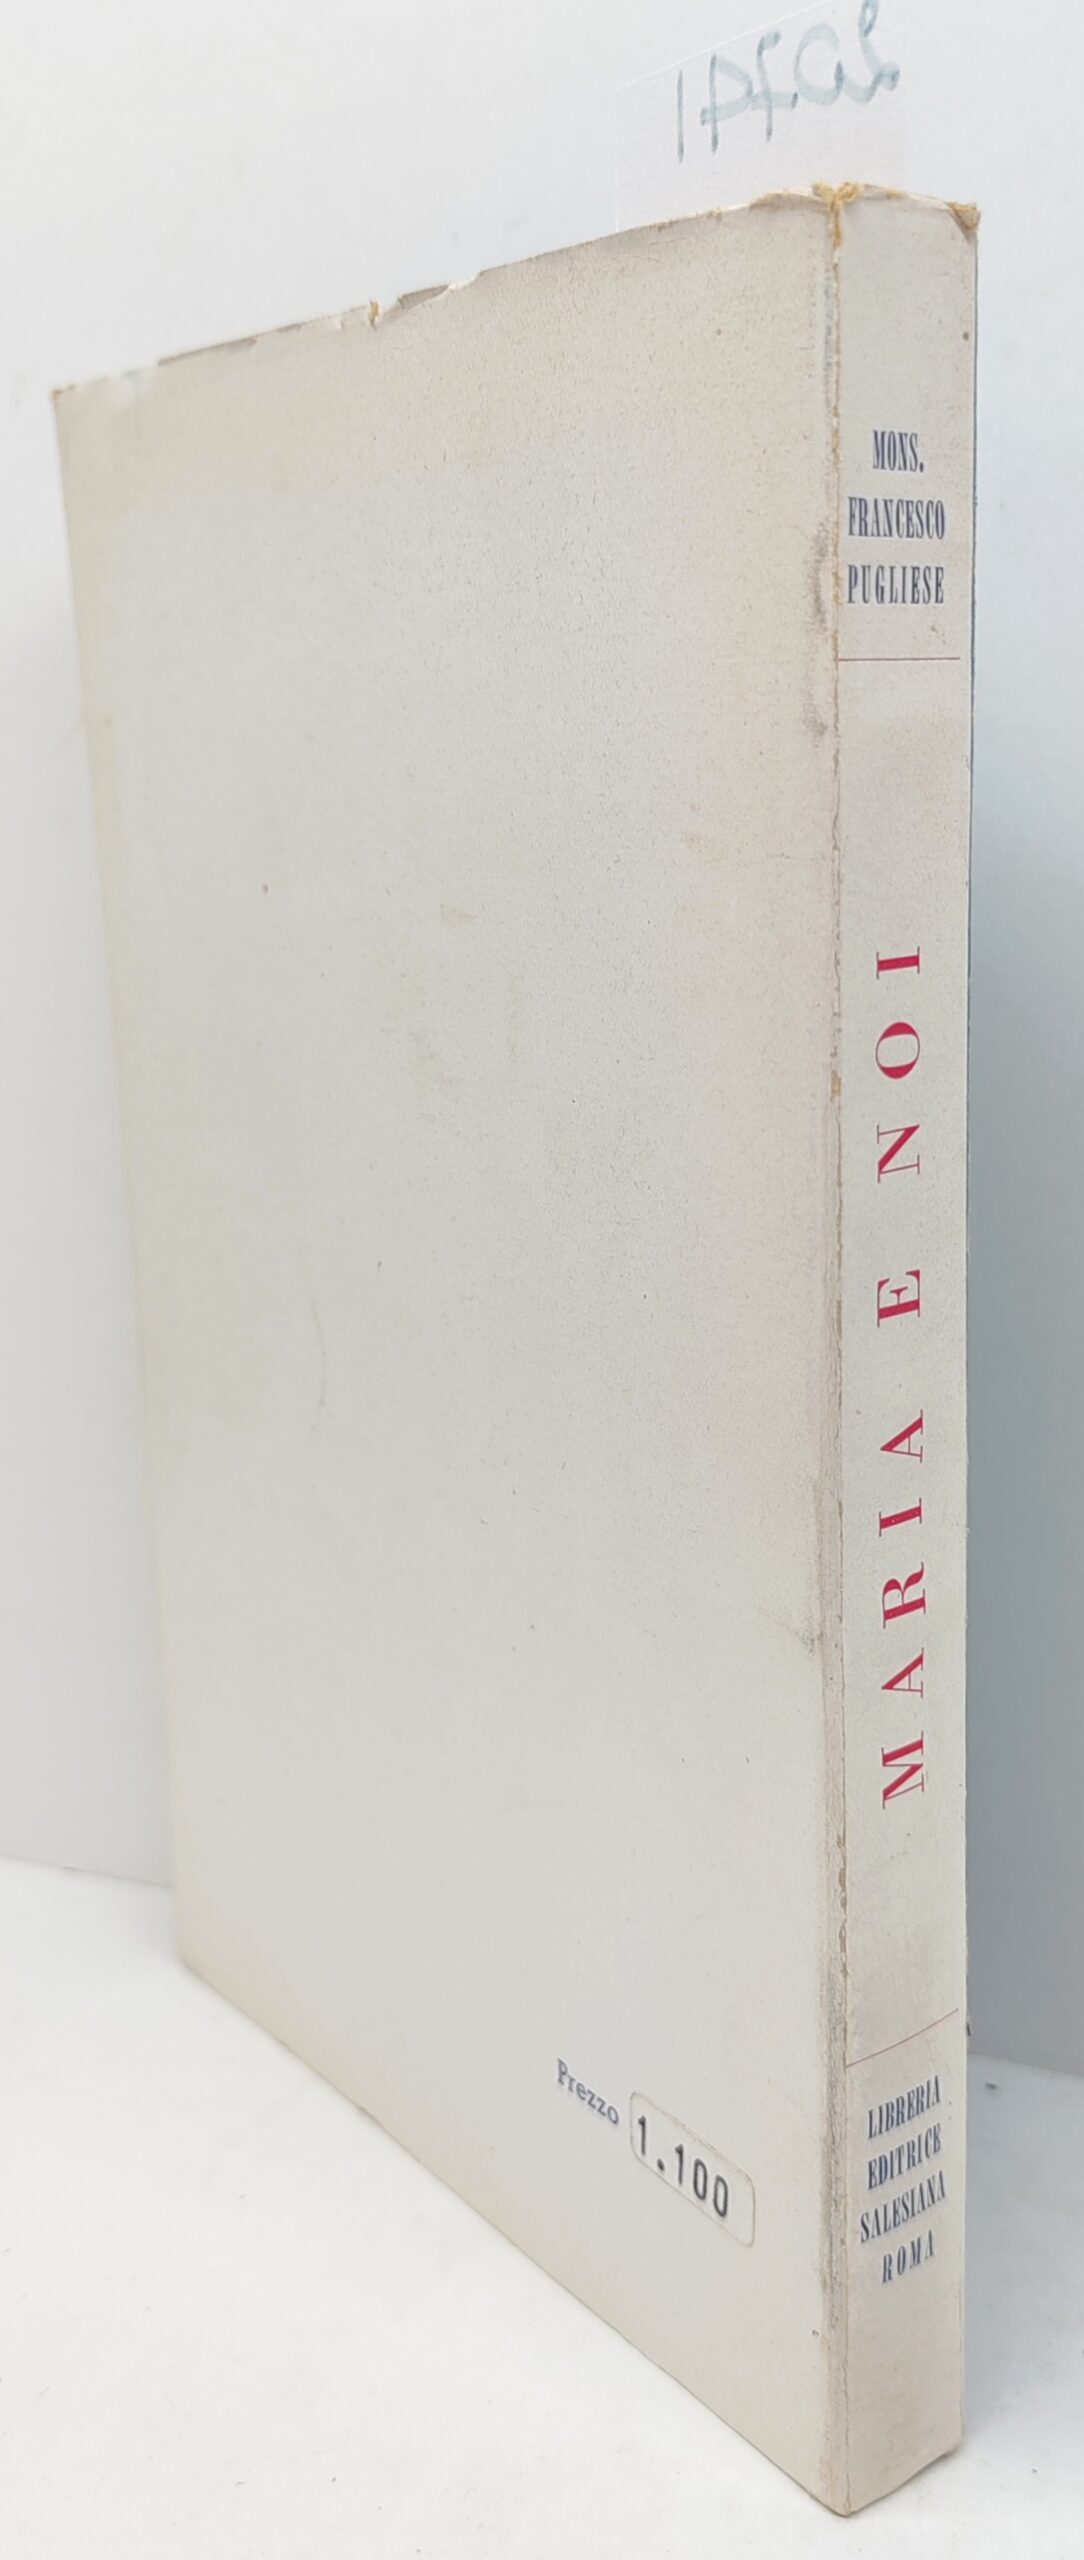 MONS.
FRANCESCO
PUGLIESE
MARIA E NOI
LIBRERIA
EDITRICE
SALESIANA
ROMA
Prezzo 1.100